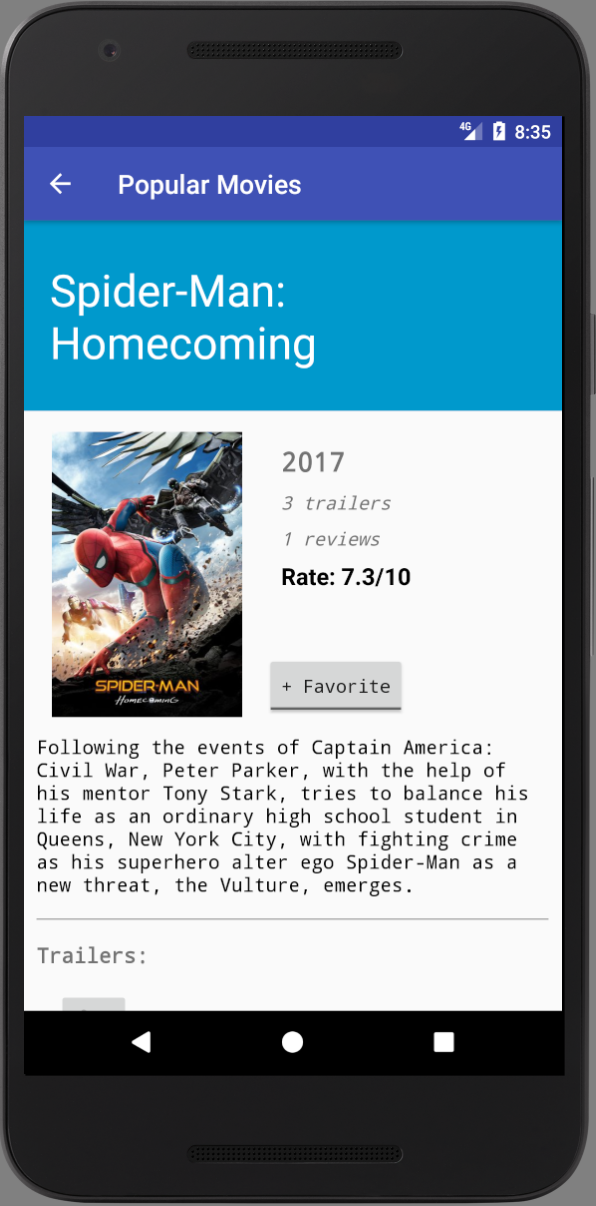 4G 8:35
Popular Movies
Spider-Man:
Homecoming
2017
3 trailers
1 reviews
Rate: 7.3/10
SPIDER-MAN
HOMECOMING
+ Favorite
Following the events of Captain America:
Civil War, Peter Parker, with the help of
his mentor Tony Stark, tries to balance his
life as an ordinary high school student in
Queens, New York City, with fighting crime
as his superhero alter ego Spider-Man as a
new threat, the Vulture, emerges.
Trailers: